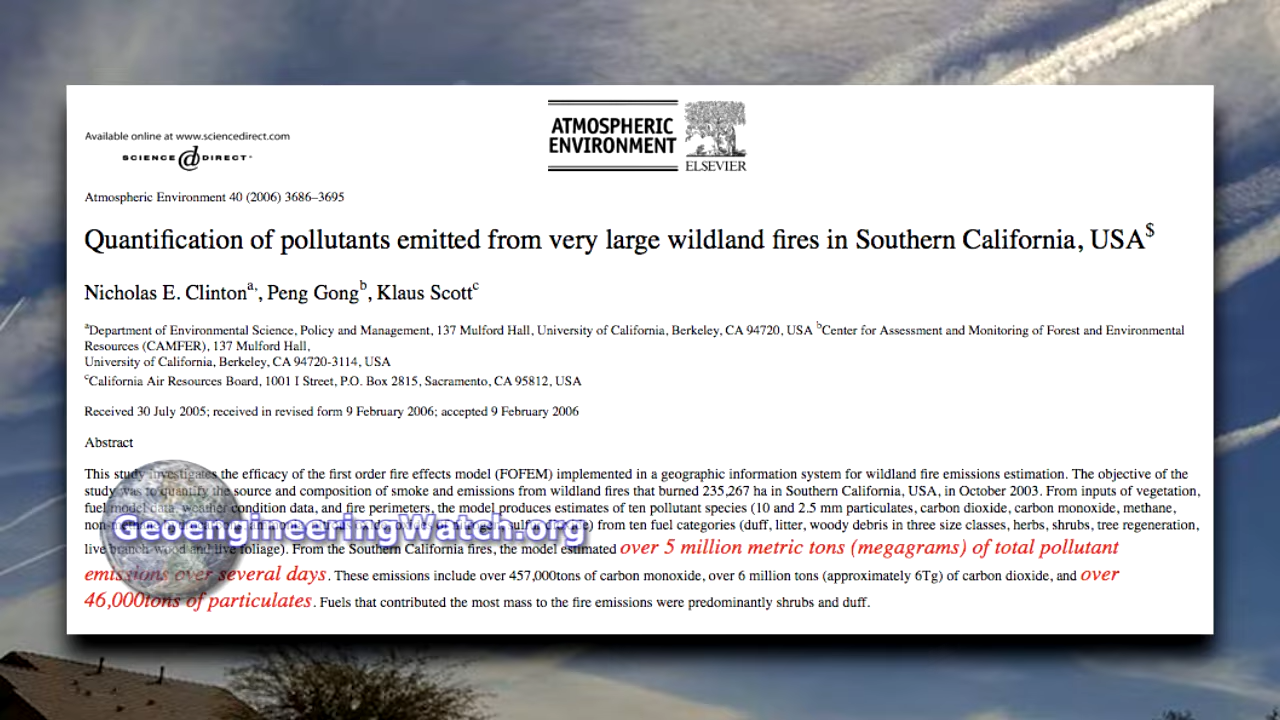 Available online at www.sciencedirect.com
SCIENCE @ DIRECT·
ATMOSPHERIC
ENVIRONMENT
ELSEVIER
Atmospheric Environment 40 (2006) 3686–3695
Quantification of pollutants emitted from very large wildland fires in Southern California, USA$
Nicholas E. Clintona,·, Peng Gongb, Klaus Scottc
aDepartment of Environmental Science, Policy and Management, 137 Mulford Hall, University of California, Berkeley, CA 94720, USA bCenter for Assessment and Monitoring of Forest and Environmental
Resources (CAMFER), 137 Mulford Hall,
University of California, Berkeley, CA 94720-3114, USA
cCalifornia Air Resources Board, 1001 I Street, P.O. Box 2815, Sacramento, CA 95812, USA
Received 30 July 2005; received in revised form 9 February 2006; accepted 9 February 2006
Abstract
This study investigates the efficacy of the first order fire effects model (FOFEM) implemented in a geographic information system for wildland fire emissions estimation. The objective of the
study was to quantify the source and composition of smoke and emissions from wildland fires that burned 235,267 ha in Southern California, USA, in October 2003. From inputs of vegetation,
fuel model data, weather condition data, and fire perimeters, the model produces estimates of ten pollutant species (10 and 2.5 mm particulates, carbon dioxide, carbon monoxide, methane,
from ten fuel categories (duff, litter, woody debris in three size classes, herbs, shrubs, tree regeneration,
GeoengineeringWatch.org
live branch wood and live foliage). From the Southern California fires, the model estimated over 5 million metric tons (megagrams) of total pollutant
emissions over several days. These emissions include over 457,000tons of carbon monoxide, over 6 million tons (approximately 6Tg) of carbon dioxide, and over
46,000tons of particulates. Fuels that contributed the most mass to the fire emissions were predominantly shrubs and duff.